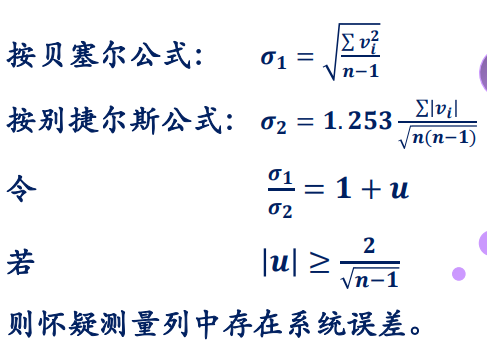 按贝塞尔公式： σ₁ = √(∑v_i²/(n−1))
按别捷尔斯公式： σ₂ = 1.253 ∑|v_i|/√(n(n−1))
令 σ₁/σ₂ = 1 + u
若 |u| ≥ 2/√(n−1)
则怀疑测量列中存在系统误差。